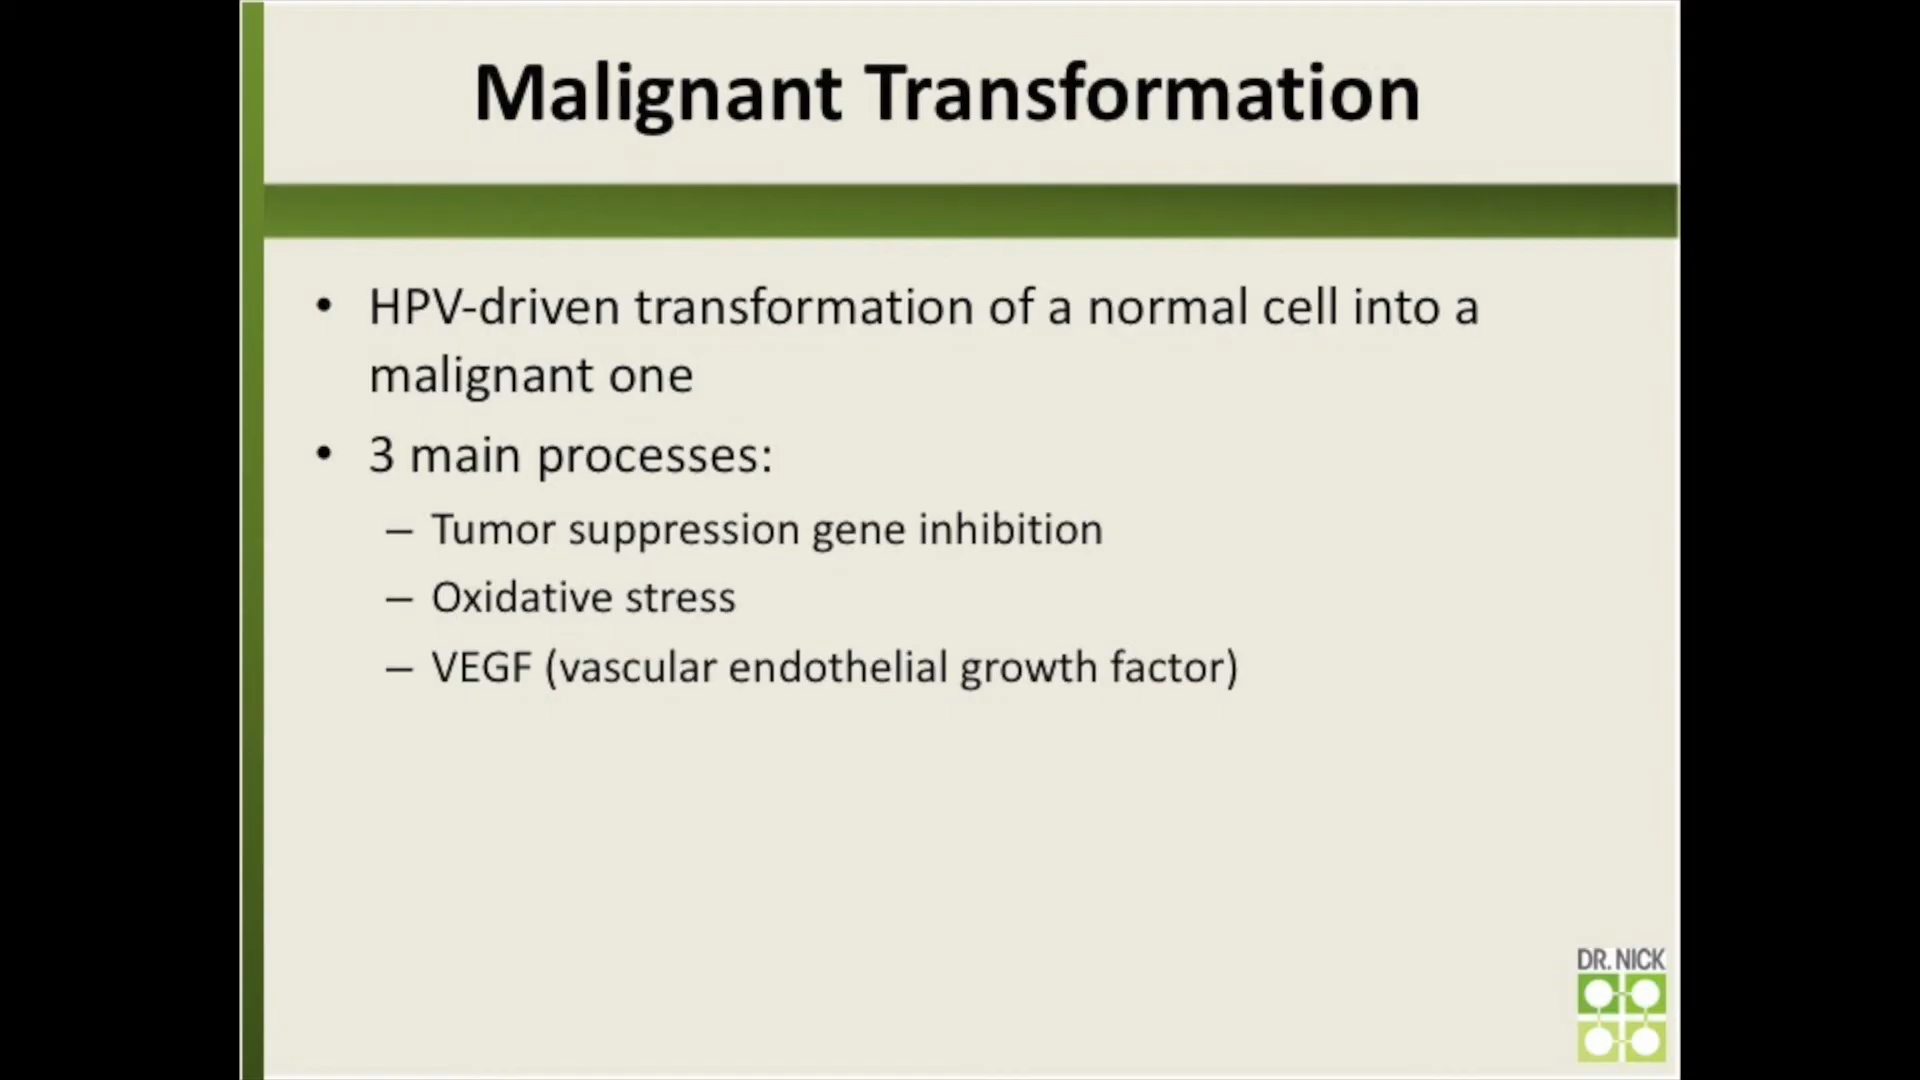 Malignant Transformation
• HPV-driven transformation of a normal cell into a
malignant one
• 3 main processes:
– Tumor suppression gene inhibition
– Oxidative stress
– VEGF (vascular endothelial growth factor)
DR. NICK